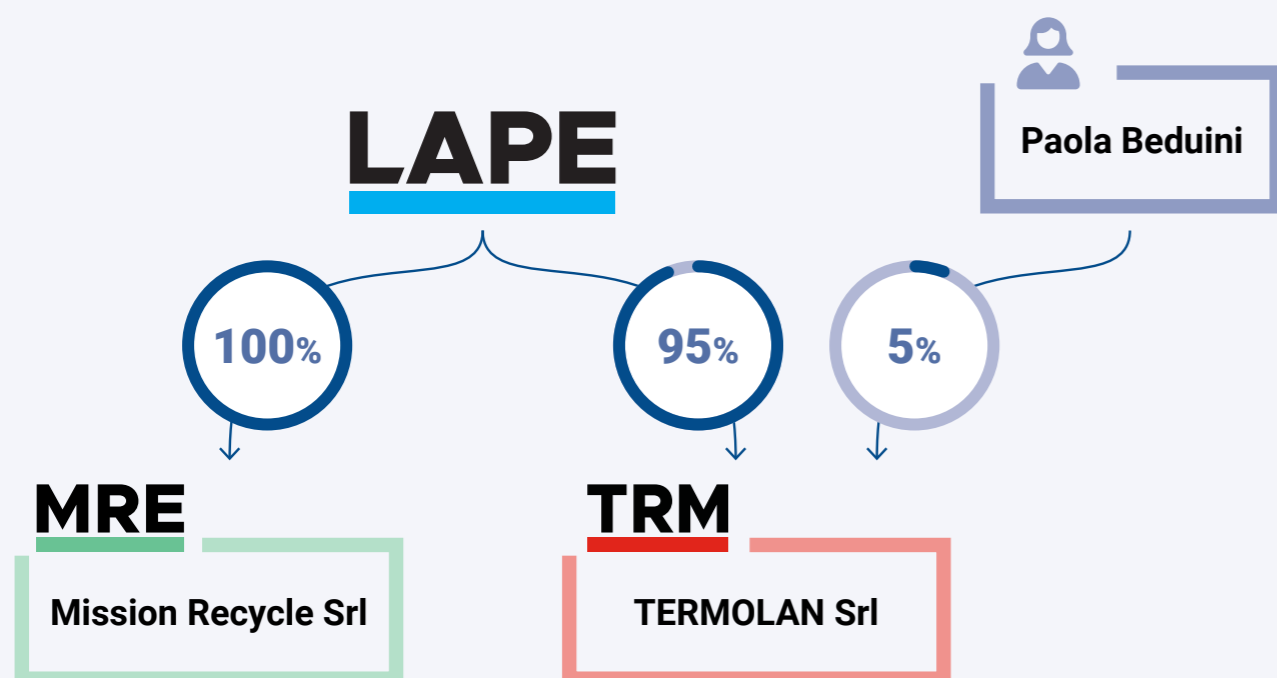 LAPE
Paola Beduini
100%
95%
5%
MRE
Mission Recycle Srl
TRM
TERMOLAN Srl